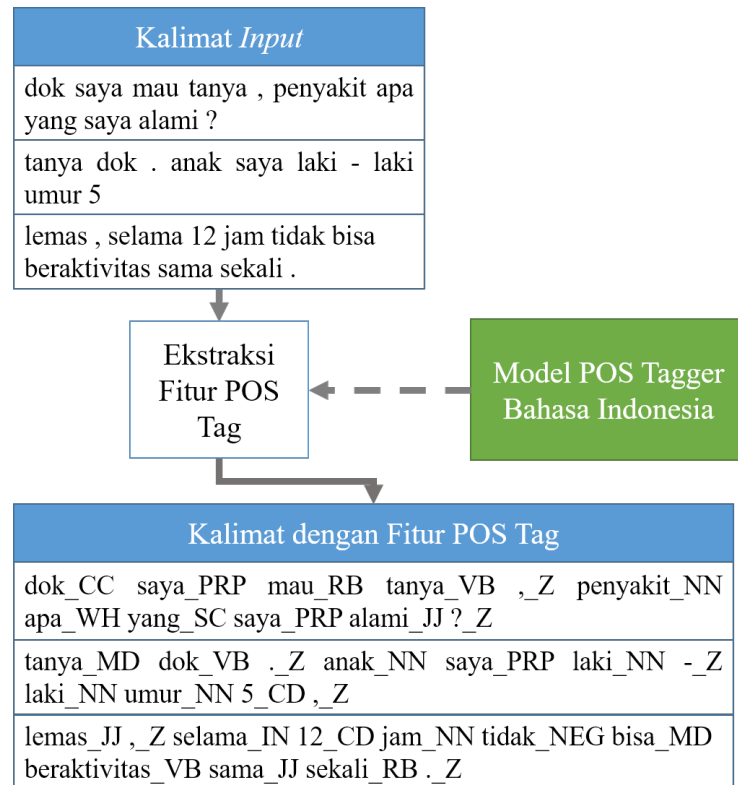 Kalimat Input
dok saya mau tanya , penyakit apa
yang saya alami ?
tanya dok . anak saya laki - laki
umur 5
lemas , selama 12 jam tidak bisa
beraktivitas sama sekali .
Ekstraksi
Fitur POS
Tag
Model POS Tagger
Bahasa Indonesia
Kalimat dengan Fitur POS Tag
dok_CC saya_PRP mau_RB tanya_VB ,_Z penyakit_NN
apa_WH yang_SC saya_PRP alami_JJ ?_Z
tanya_MD dok_VB ._Z anak_NN saya_PRP laki_NN -_Z
laki_NN umur_NN 5_CD ,_Z
lemas_JJ ,_Z selama_IN 12_CD jam_NN tidak_NEG bisa_MD
beraktivitas_VB sama_JJ sekali_RB ._Z